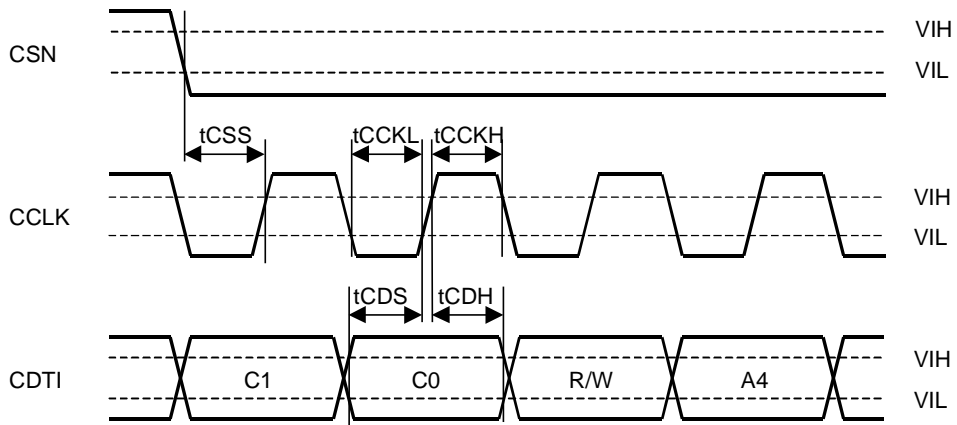 CSN
VIH
VIL
tCSS
tCCKL
tCCKH
CCLK
VIH
VIL
tCDS
tCDH
CDTI
C1
C0
R/W
A4
VIH
VIL